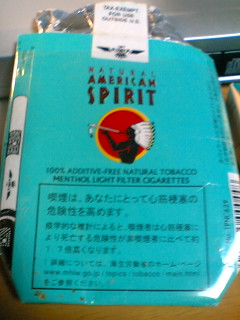 TAX-EXEMPT
FOR USE
OUTSIDE U.S.
NATURAL
AMERICAN
SPIRIT
100% ADDITIVE-FREE NATURAL TOBACCO
MENTHOL LIGHT FILTER CIGARETTES
喫煙は、あなたにとって心筋梗塞の
危険性を高めます。
疫学的な推計によると、喫煙者は心筋梗塞に
より死亡する危険性が非喫煙者に比べて約
1.7倍高くなります。
(詳細については、厚生労働省のホームページ
www.mhlw.go.jp/topics/tobacco/main.html
をご参照ください。)